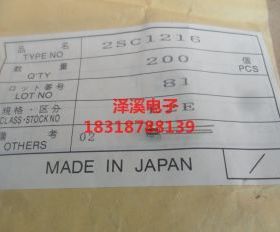 品 名
TYPE NO
2SC1216
数 量
Q'TY
200
個
PCS
ロット番号
LOT NO
81
規格・区分
CLASS・STOCK NO
E
備 考
OTHERS
02
泽溪电子
18318788139
MADE IN JAPAN